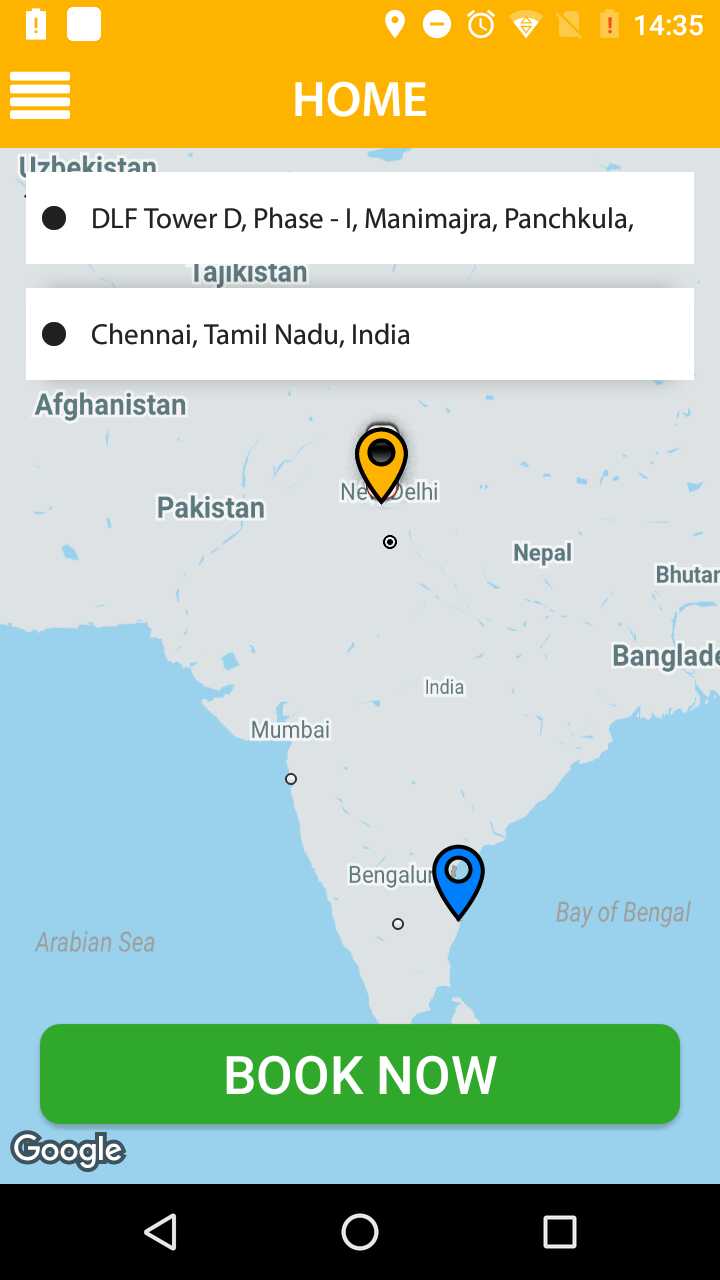 14:35
HOME
Uzbekistan
DLF Tower D, Phase - I, Manimajra, Panchkula,
Tajikistan
Chennai, Tamil Nadu, India
Afghanistan
New Delhi
Pakistan
Nepal
Bhutan
Banglade
India
Mumbai
Bengalur
Bay of Bengal
Arabian Sea
BOOK NOW
Google